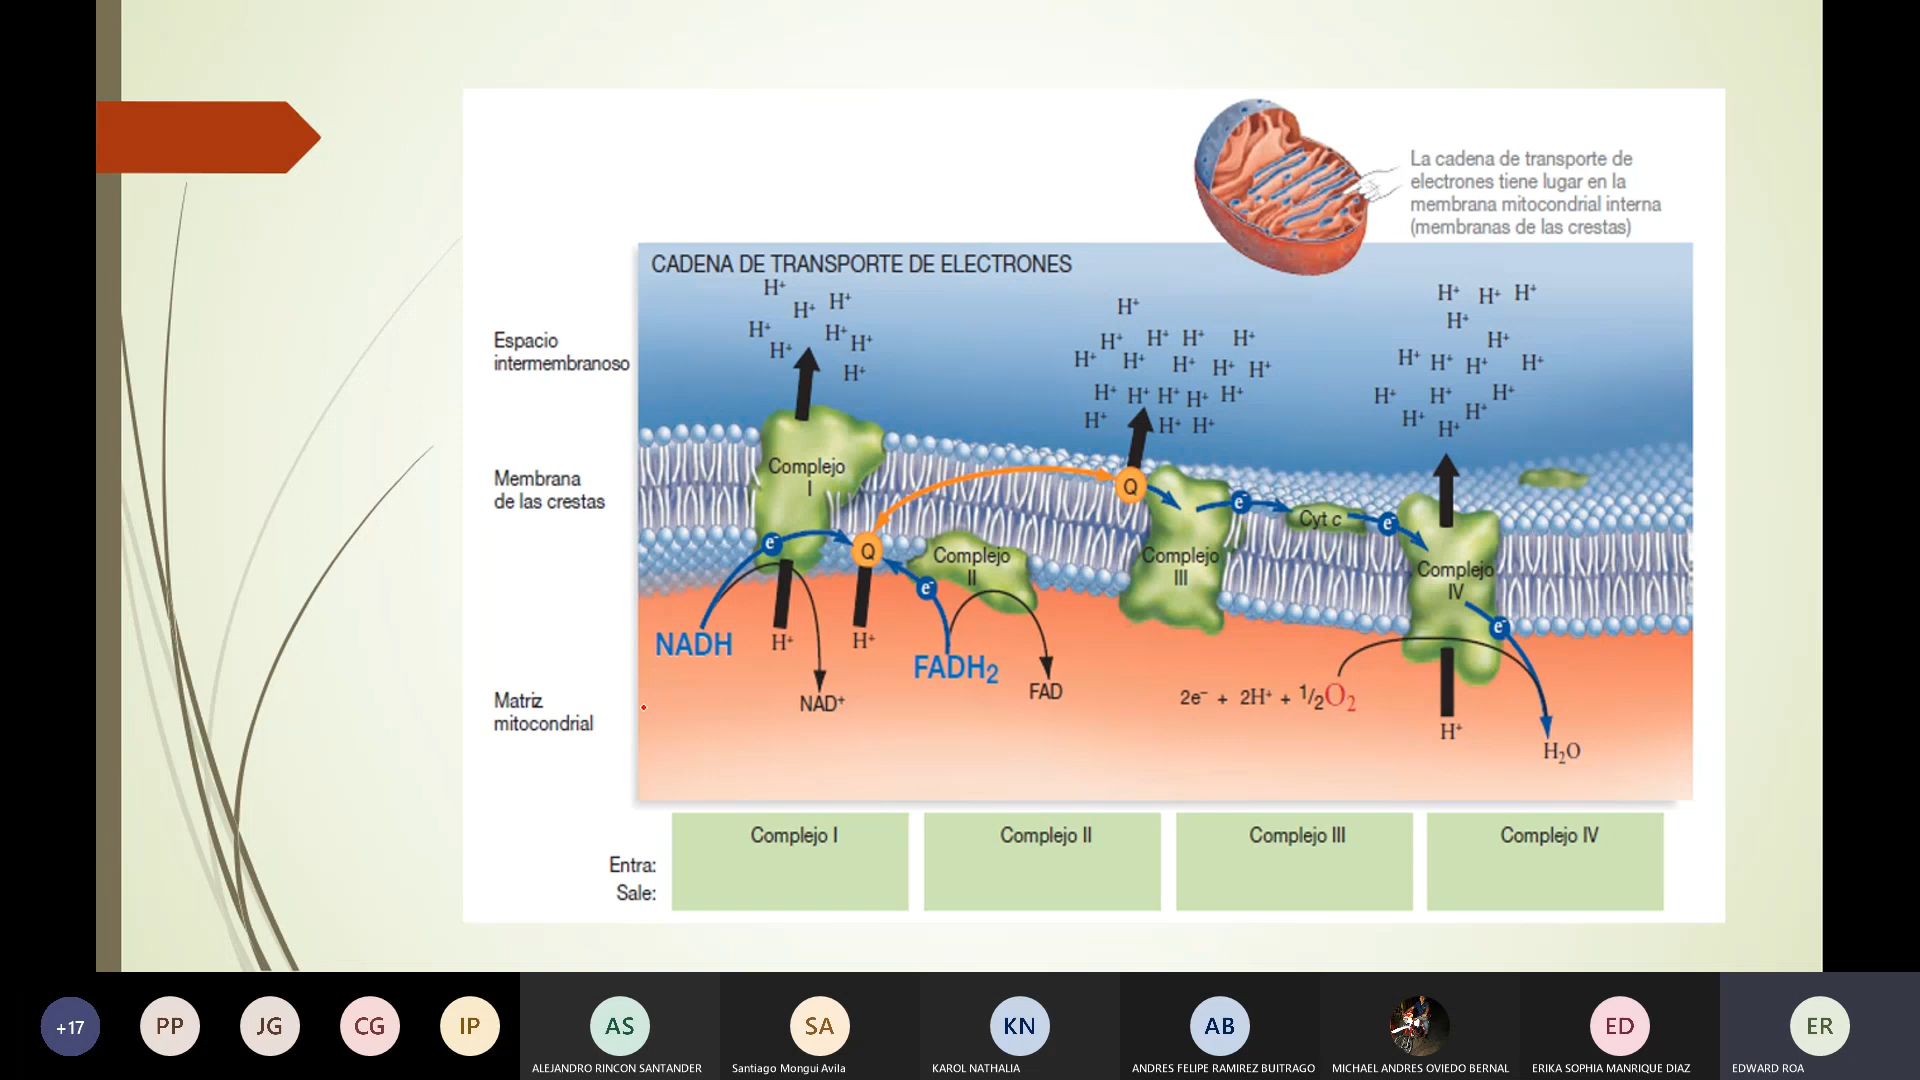 La cadena de transporte de
electrones tiene lugar en la
membrana mitocondrial interna
(membranas de las crestas)
CADENA DE TRANSPORTE DE ELECTRONES
H⁺
H⁺ H⁺
H⁺ H⁺ H⁺
H⁺
H⁺
H⁺
H⁺ H⁺ H⁺ H⁺
H⁺ H⁺ H⁺ H⁺ H⁺
H⁺ H⁺ H⁺ H⁺ H⁺
H⁺ H⁺ H⁺
H⁺ H⁺ H⁺
H⁺ H⁺
H⁺ H⁺ H⁺ H⁺
H⁺ H⁺ H⁺
H⁺ H⁺ H⁺
Espacio
intermembranoso
Membrana
de las crestas
Matriz
mitocondrial
Complejo
I
e⁻
Q
Complejo
II
e⁻
Q
Complejo
III
e⁻
Cyt c
e⁻
Complejo
IV
e⁻
NADH
H⁺
H⁺
NAD⁺
FADH₂
FAD
2e⁻ + 2H⁺ + 1/2O₂
H⁺
H₂O
Complejo I
Complejo II
Complejo III
Complejo IV
Entra:
Sale:
+17
PP
JG
CG
IP
AS
ALEJANDRO RINCON SANTANDER
SA
Santiago Mongui Avila
KN
KAROL NATHALIA
AB
ANDRES FELIPE RAMIREZ BUITRAGO
MICHAEL ANDRES OVIEDO BERNAL
ED
ERIKA SOPHIA MANRIQUE DIAZ
ER
EDWARD ROA